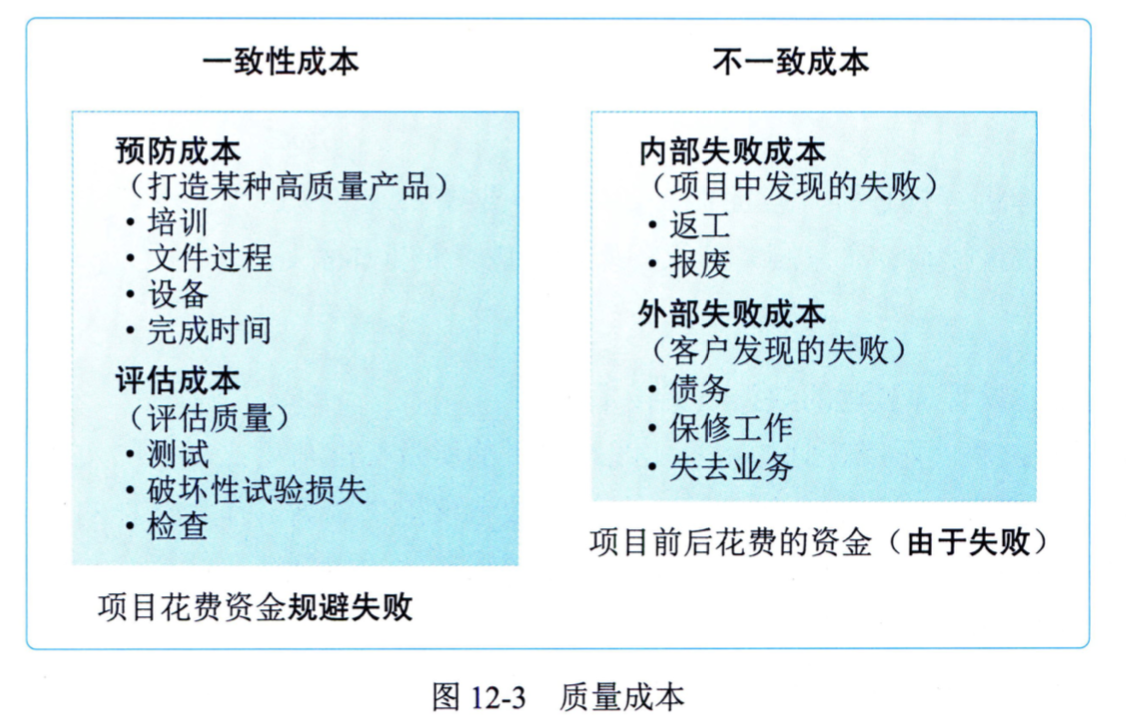 一致性成本
预防成本
（打造某种高质量产品）
• 培训
• 文件过程
• 设备
• 完成时间
评估成本
（评估质量）
• 测试
• 破坏性试验损失
• 检查
项目花费资金规避失败
不一致成本
内部失败成本
（项目中发现的失败）
• 返工
• 报废
外部失败成本
（客户发现的失败）
• 债务
• 保修工作
• 失去业务
项目前后花费的资金（由于失败）
图 12-3 质量成本